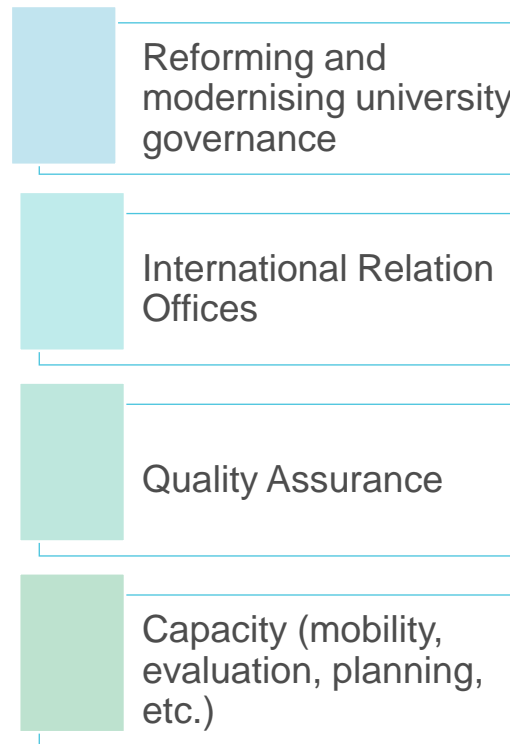 Reforming and
modernising university
governance
International Relation
Offices
Quality Assurance
Capacity (mobility,
evaluation, planning,
etc.)